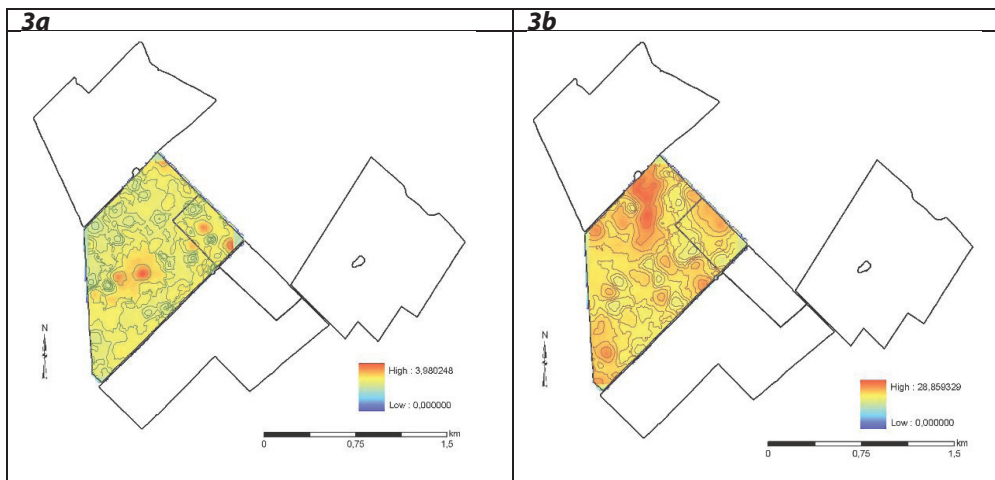 3a
3b
N
High : 3,980248
Low : 0,000000
km
0 0,75 1,5
N
High : 28,859329
Low : 0,000000
km
0 0,75 1,5